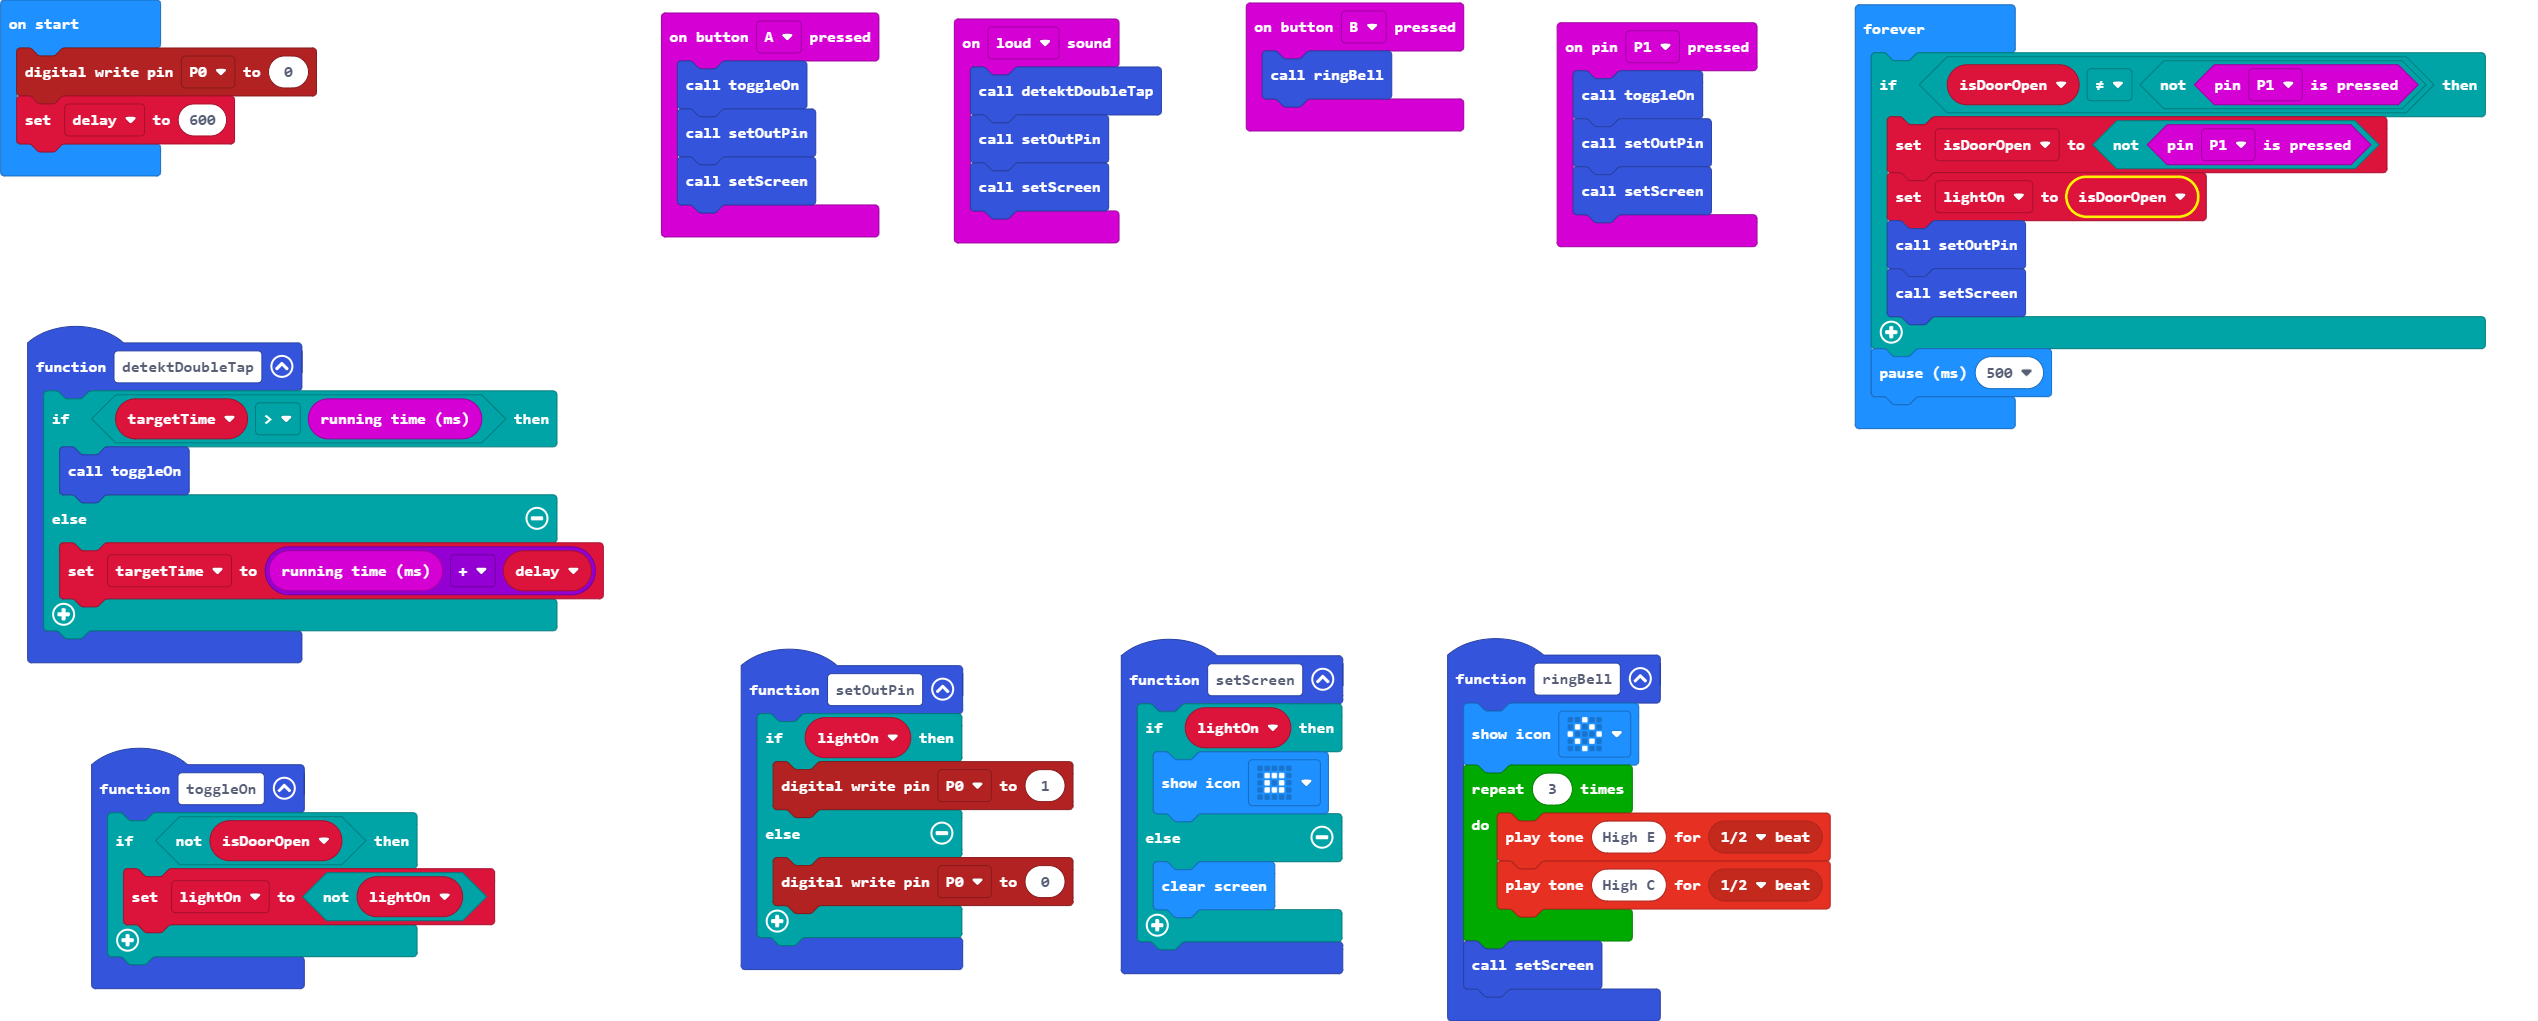 on start
digital write pin P0 to 0
set delay to 600
on button A pressed
call toggleOn
call setOutPin
call setScreen
on loud sound
call detektDoubleTap
call setOutPin
call setScreen
on button B pressed
call ringBell
on pin P1 pressed
call toggleOn
call setOutPin
call setScreen
forever
if isDoorOpen ≠ not pin P1 is pressed then
set isDoorOpen to not pin P1 is pressed
set lightOn to isDoorOpen
call setOutPin
call setScreen
pause (ms) 500
function detektDoubleTap
if targetTime > running time (ms) then
call toggleOn
else
set targetTime to running time (ms) + delay
function toggleOn
if not isDoorOpen then
set lightOn to not lightOn
function setOutPin
if lightOn then
digital write pin P0 to 1
else
digital write pin P0 to 0
function setScreen
if lightOn then
show icon
else
clear screen
function ringBell
show icon
repeat 3 times
do
play tone High E for 1/2 beat
play tone High C for 1/2 beat
call setScreen